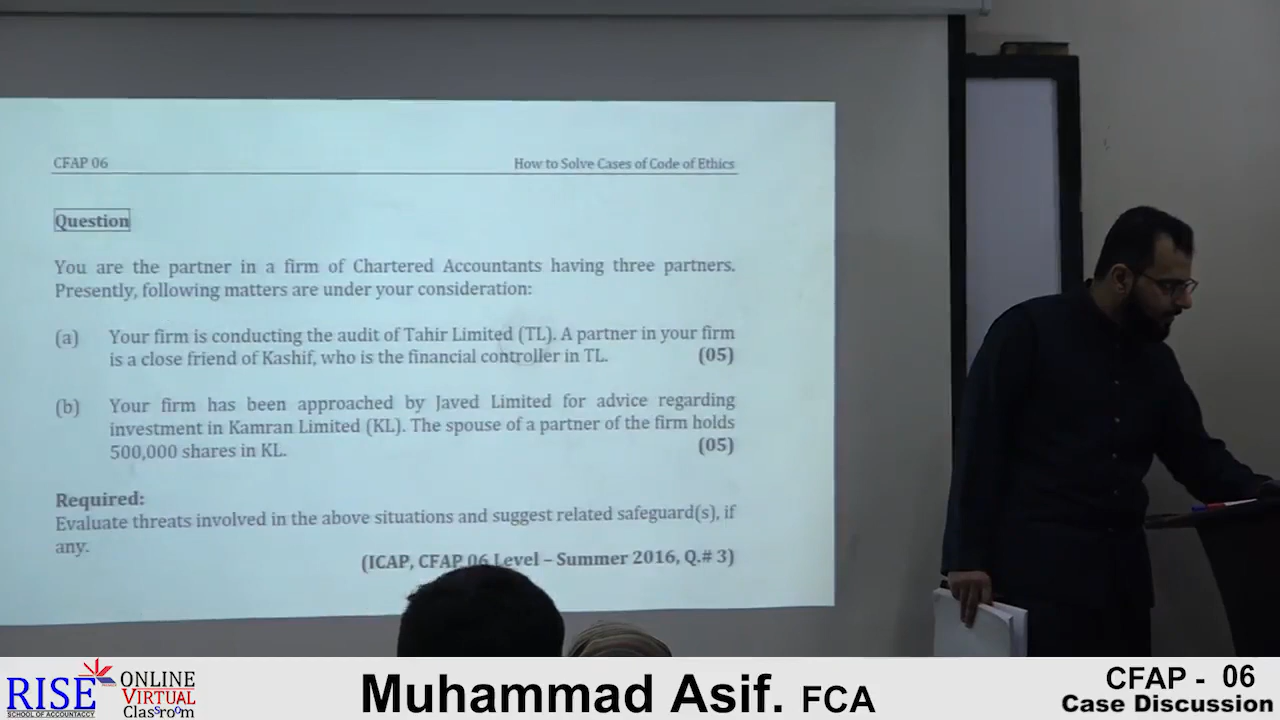 CFAP 06 How to Solve Cases of Code of Ethics
Question
You are the partner in a firm of Chartered Accountants having three partners.
Presently, following matters are under your consideration:
(a) Your firm is conducting the audit of Tahir Limited (TL). A partner in your firm
is a close friend of Kashif, who is the financial controller in TL. (05)
(b) Your firm has been approached by Javed Limited for advice regarding
investment in Kamran Limited (KL). The spouse of a partner of the firm holds
500,000 shares in KL. (05)
Required:
Evaluate threats involved in the above situations and suggest related safeguard(s), if
any.
(ICAP, CFAP 06 Level – Summer 2016, Q.# 3)
RISE
SCHOOL OF ACCOUNTANCY
ONLINE
VIRTUAL
Classroom
Muhammad Asif. FCA
CFAP - 06
Case Discussion